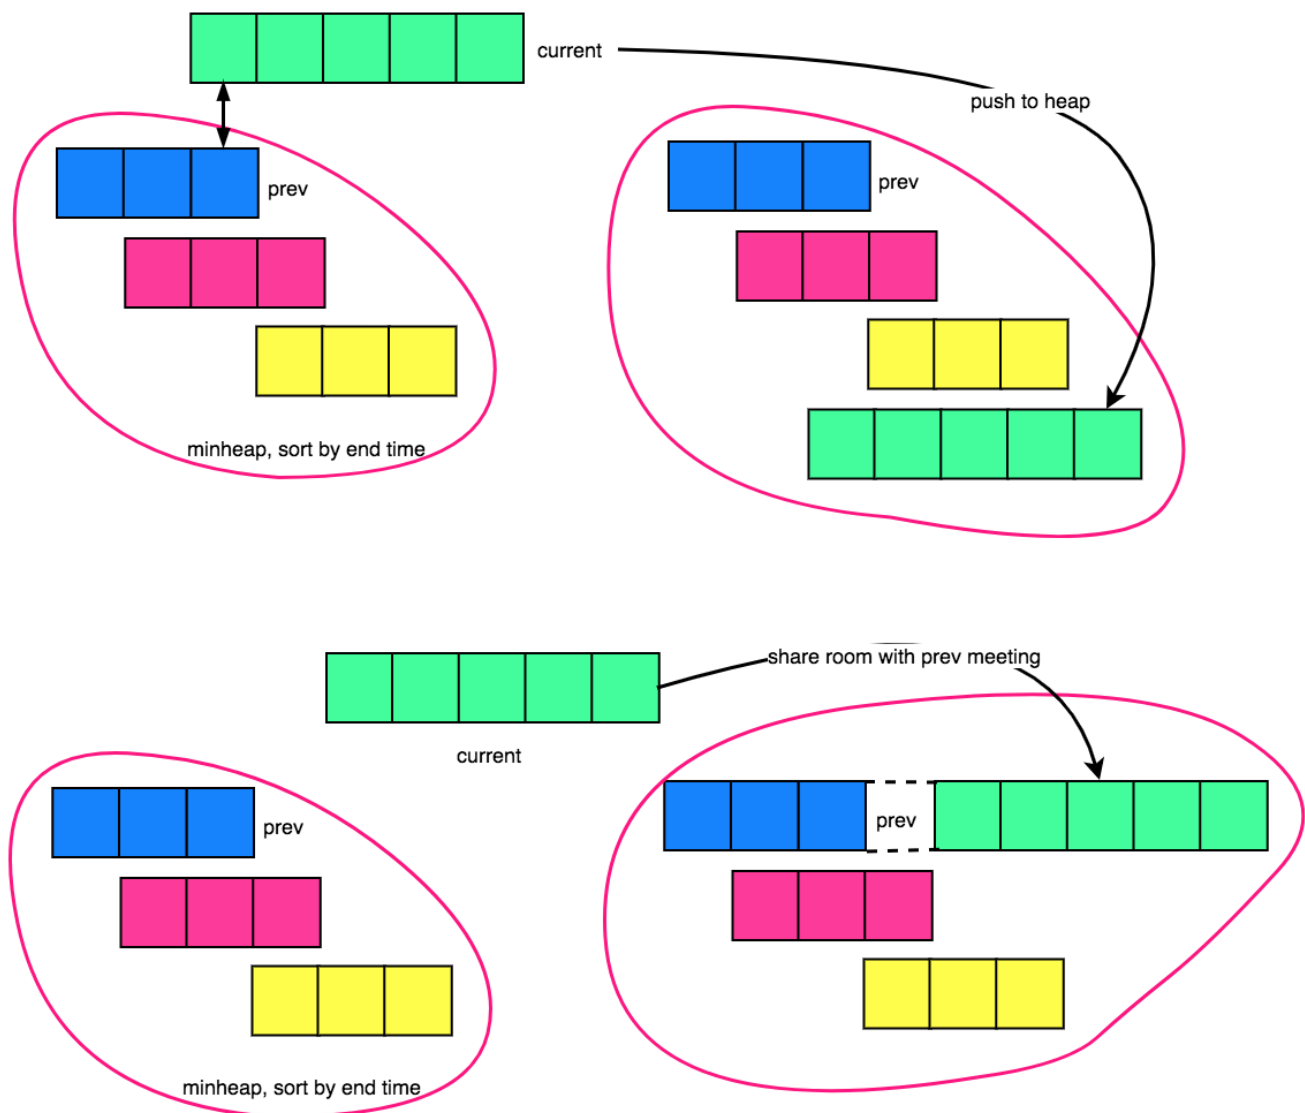 current
push to heap
prev
prev
minheap, sort by end time
share room with prev meeting
current
prev
prev
minheap, sort by end time